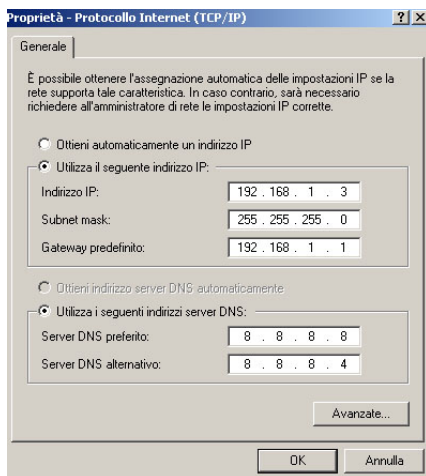 Proprietà - Protocollo Internet (TCP/IP)
Generale
È possibile ottenere l'assegnazione automatica delle impostazioni IP se la
rete supporta tale caratteristica. In caso contrario, sarà necessario
richiedere all'amministratore di rete le impostazioni IP corrette.
Ottieni automaticamente un indirizzo IP
Utilizza il seguente indirizzo IP:
Indirizzo IP: 192 . 168 . 1 . 3
Subnet mask: 255 . 255 . 255 . 0
Gateway predefinito: 192 . 168 . 1 . 1
Ottieni indirizzo server DNS automaticamente
Utilizza i seguenti indirizzi server DNS:
Server DNS preferito: 8 . 8 . 8 . 8
Server DNS alternativo: 8 . 8 . 8 . 4
Avanzate...
OK Annulla